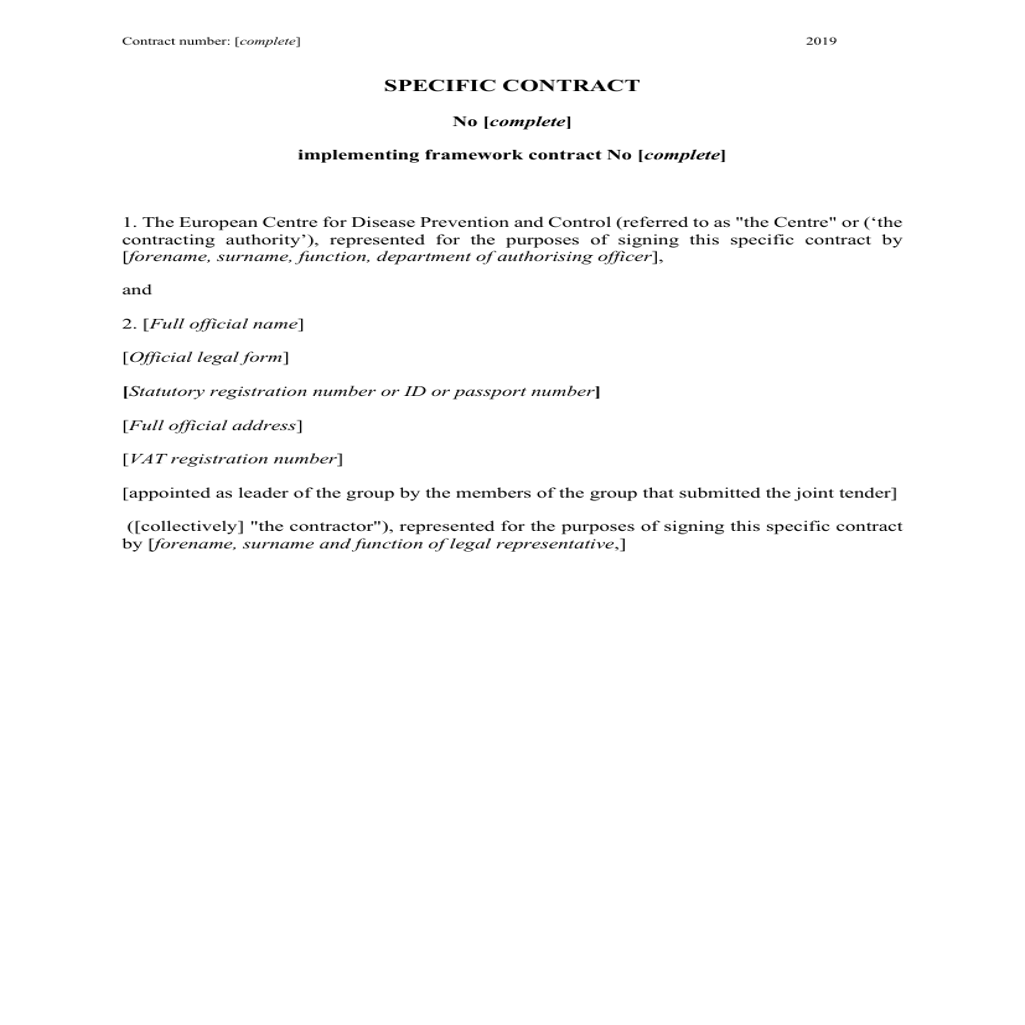 Contract number: [complete] 2019
SPECIFIC CONTRACT
No [complete]
implementing framework contract No [complete]
1. The European Centre for Disease Prevention and Control (referred to as "the Centre" or (‘the
contracting authority’), represented for the purposes of signing this specific contract by
[forename, surname, function, department of authorising officer],
and
2. [Full official name]
[Official legal form]
[Statutory registration number or ID or passport number]
[Full official address]
[VAT registration number]
[appointed as leader of the group by the members of the group that submitted the joint tender]
([collectively] "the contractor"), represented for the purposes of signing this specific contract
by [forename, surname and function of legal representative,]